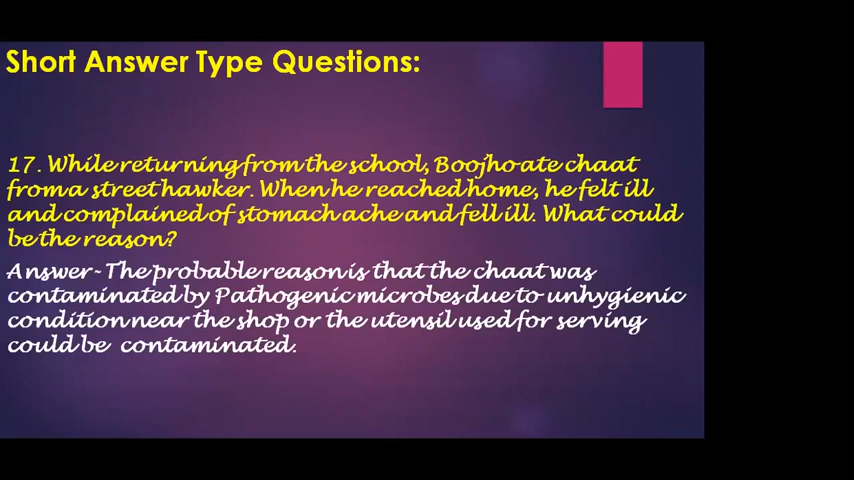 Short Answer Type Questions:
17. While returning from the school, Boojho ate chaat
from a street hawker. When he reached home, he felt ill
and complained of stomach ache and fell ill. What could
be the reason?
Answer- The probable reason is that the chaat was
contaminated by Pathogenic microbes due to unhygienic
condition near the shop or the utensil used for serving
could be contaminated.